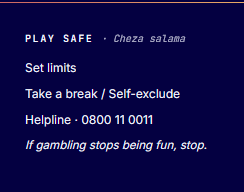 PLAY SAFE · Cheza salama
Set limits
Take a break / Self-exclude
Helpline · 0800 11 0011
If gambling stops being fun, stop.